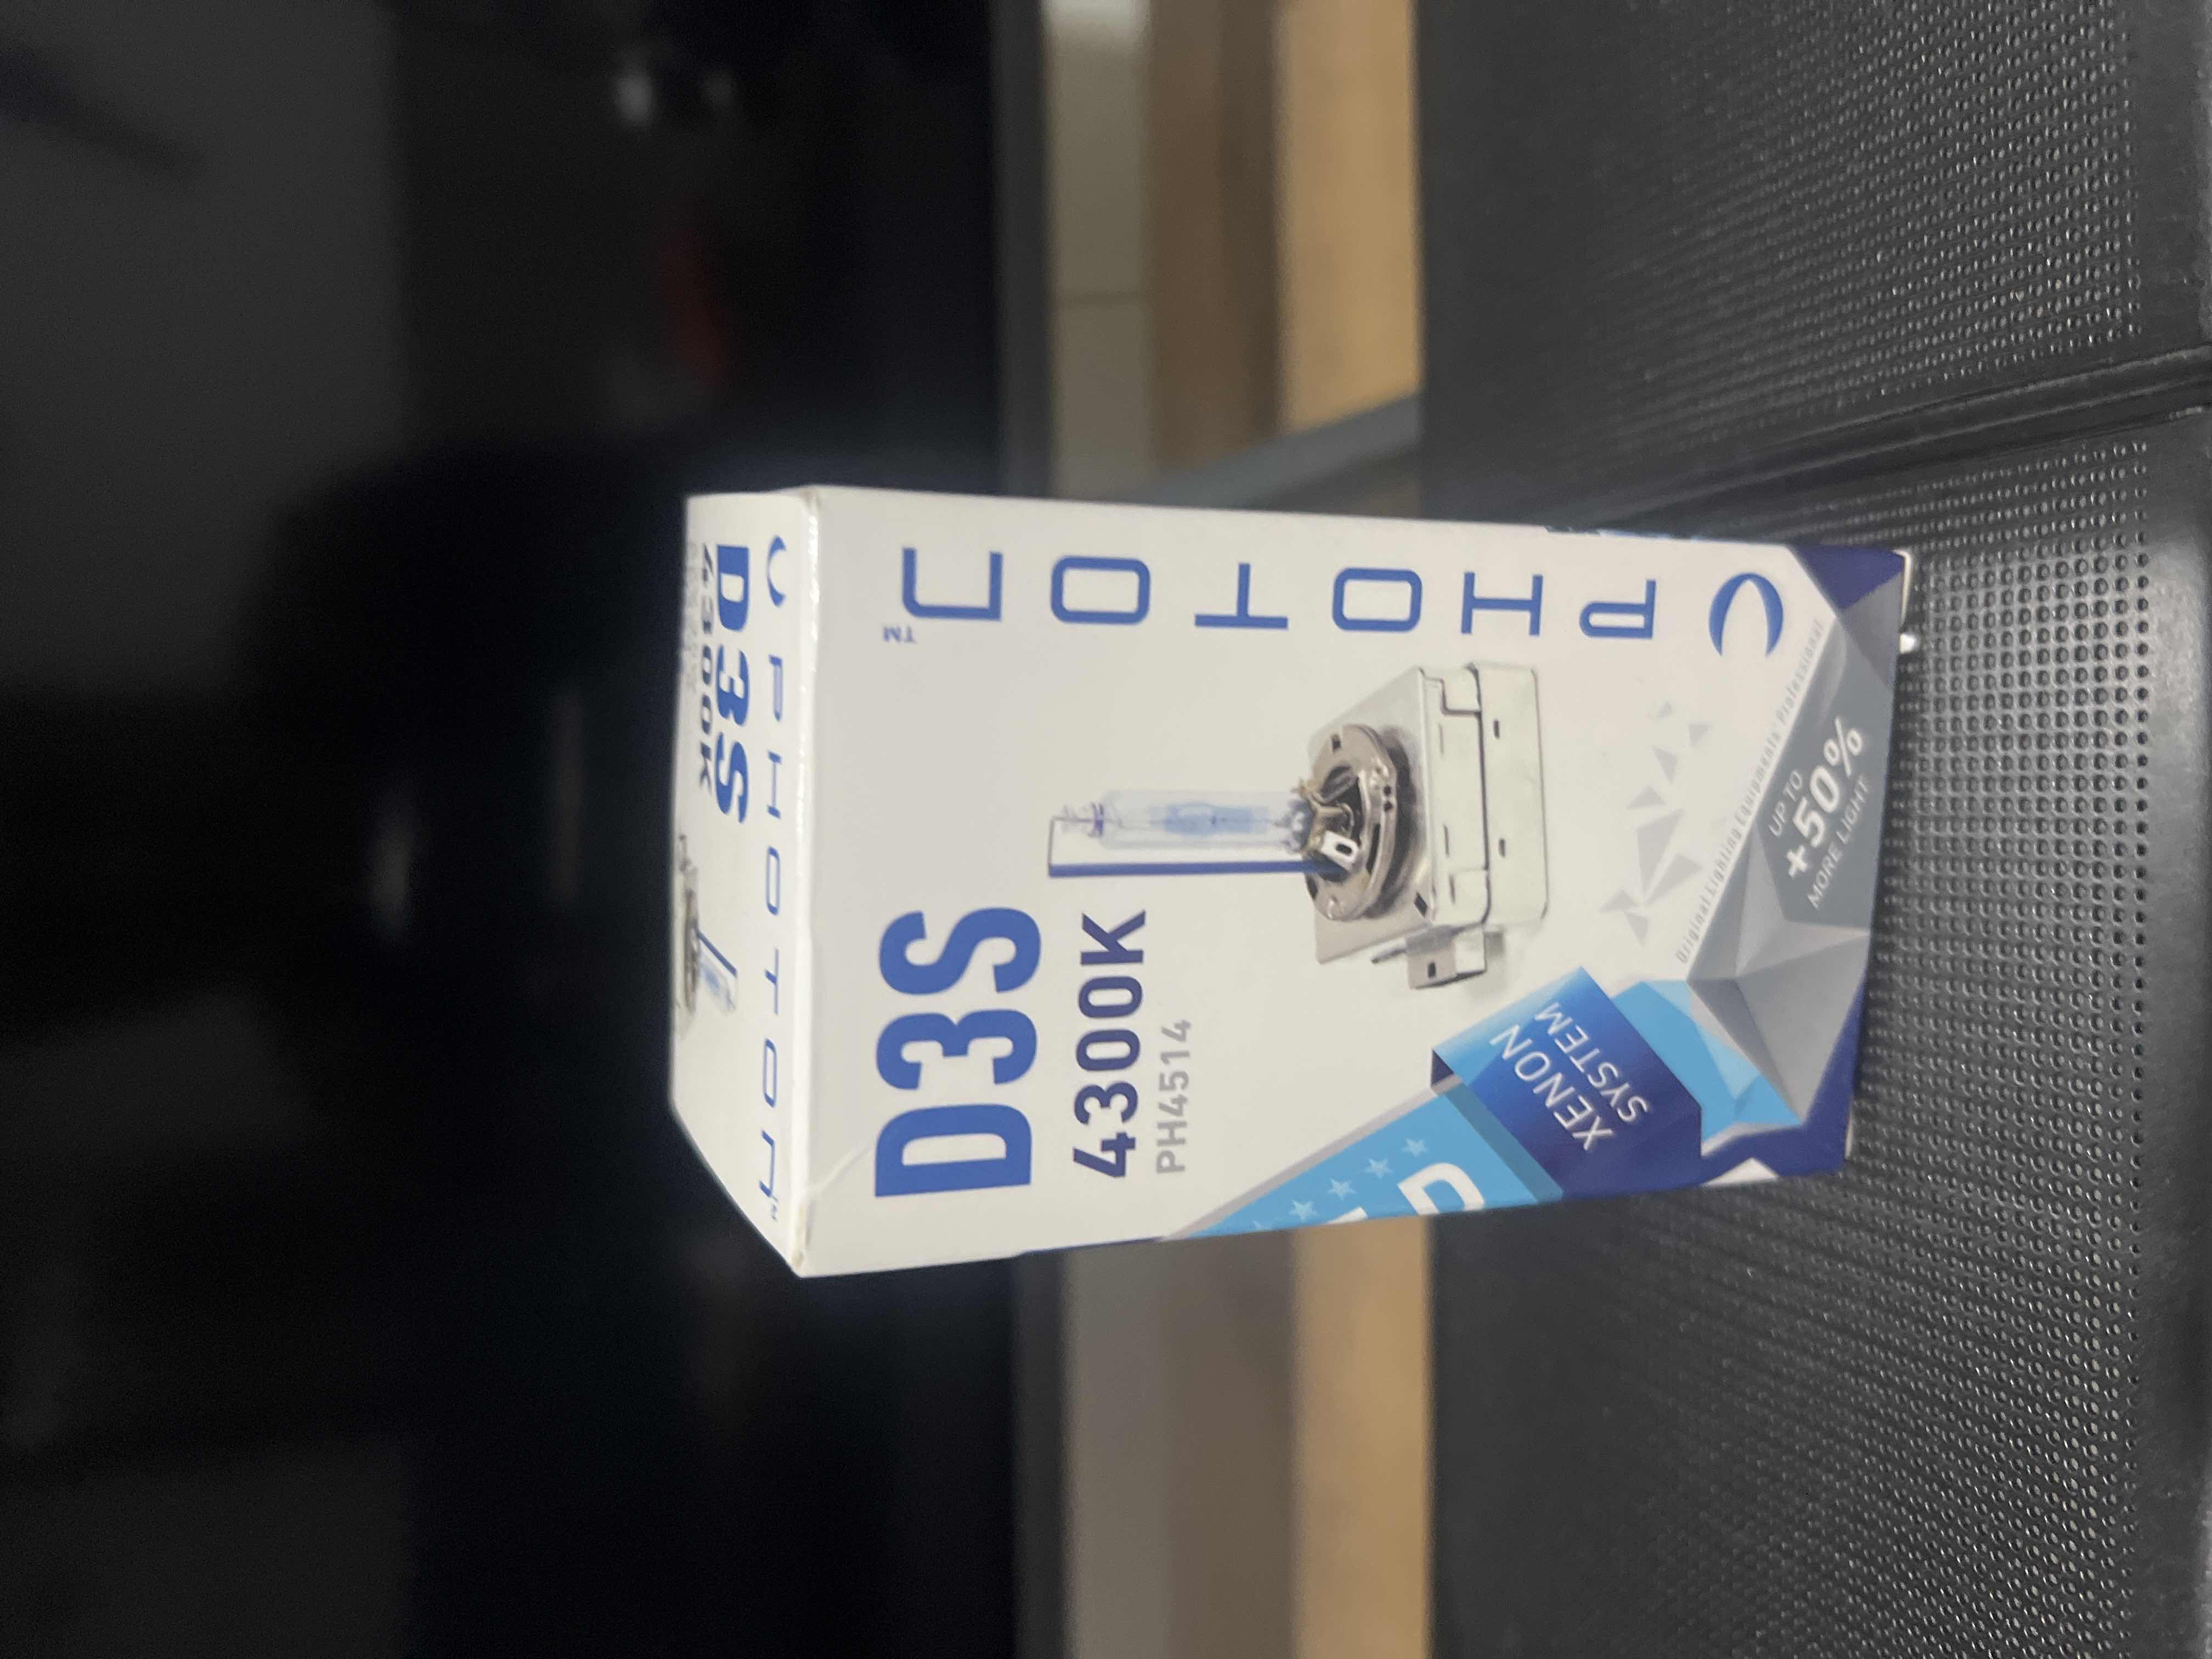 PHOTON™
D3S
4300K
PHOTON™
D3S
4300K
PH4514
XENON
SYSTEM
Original Lighting Equipments Professional
UP TO
+50%
MORE LIGHT